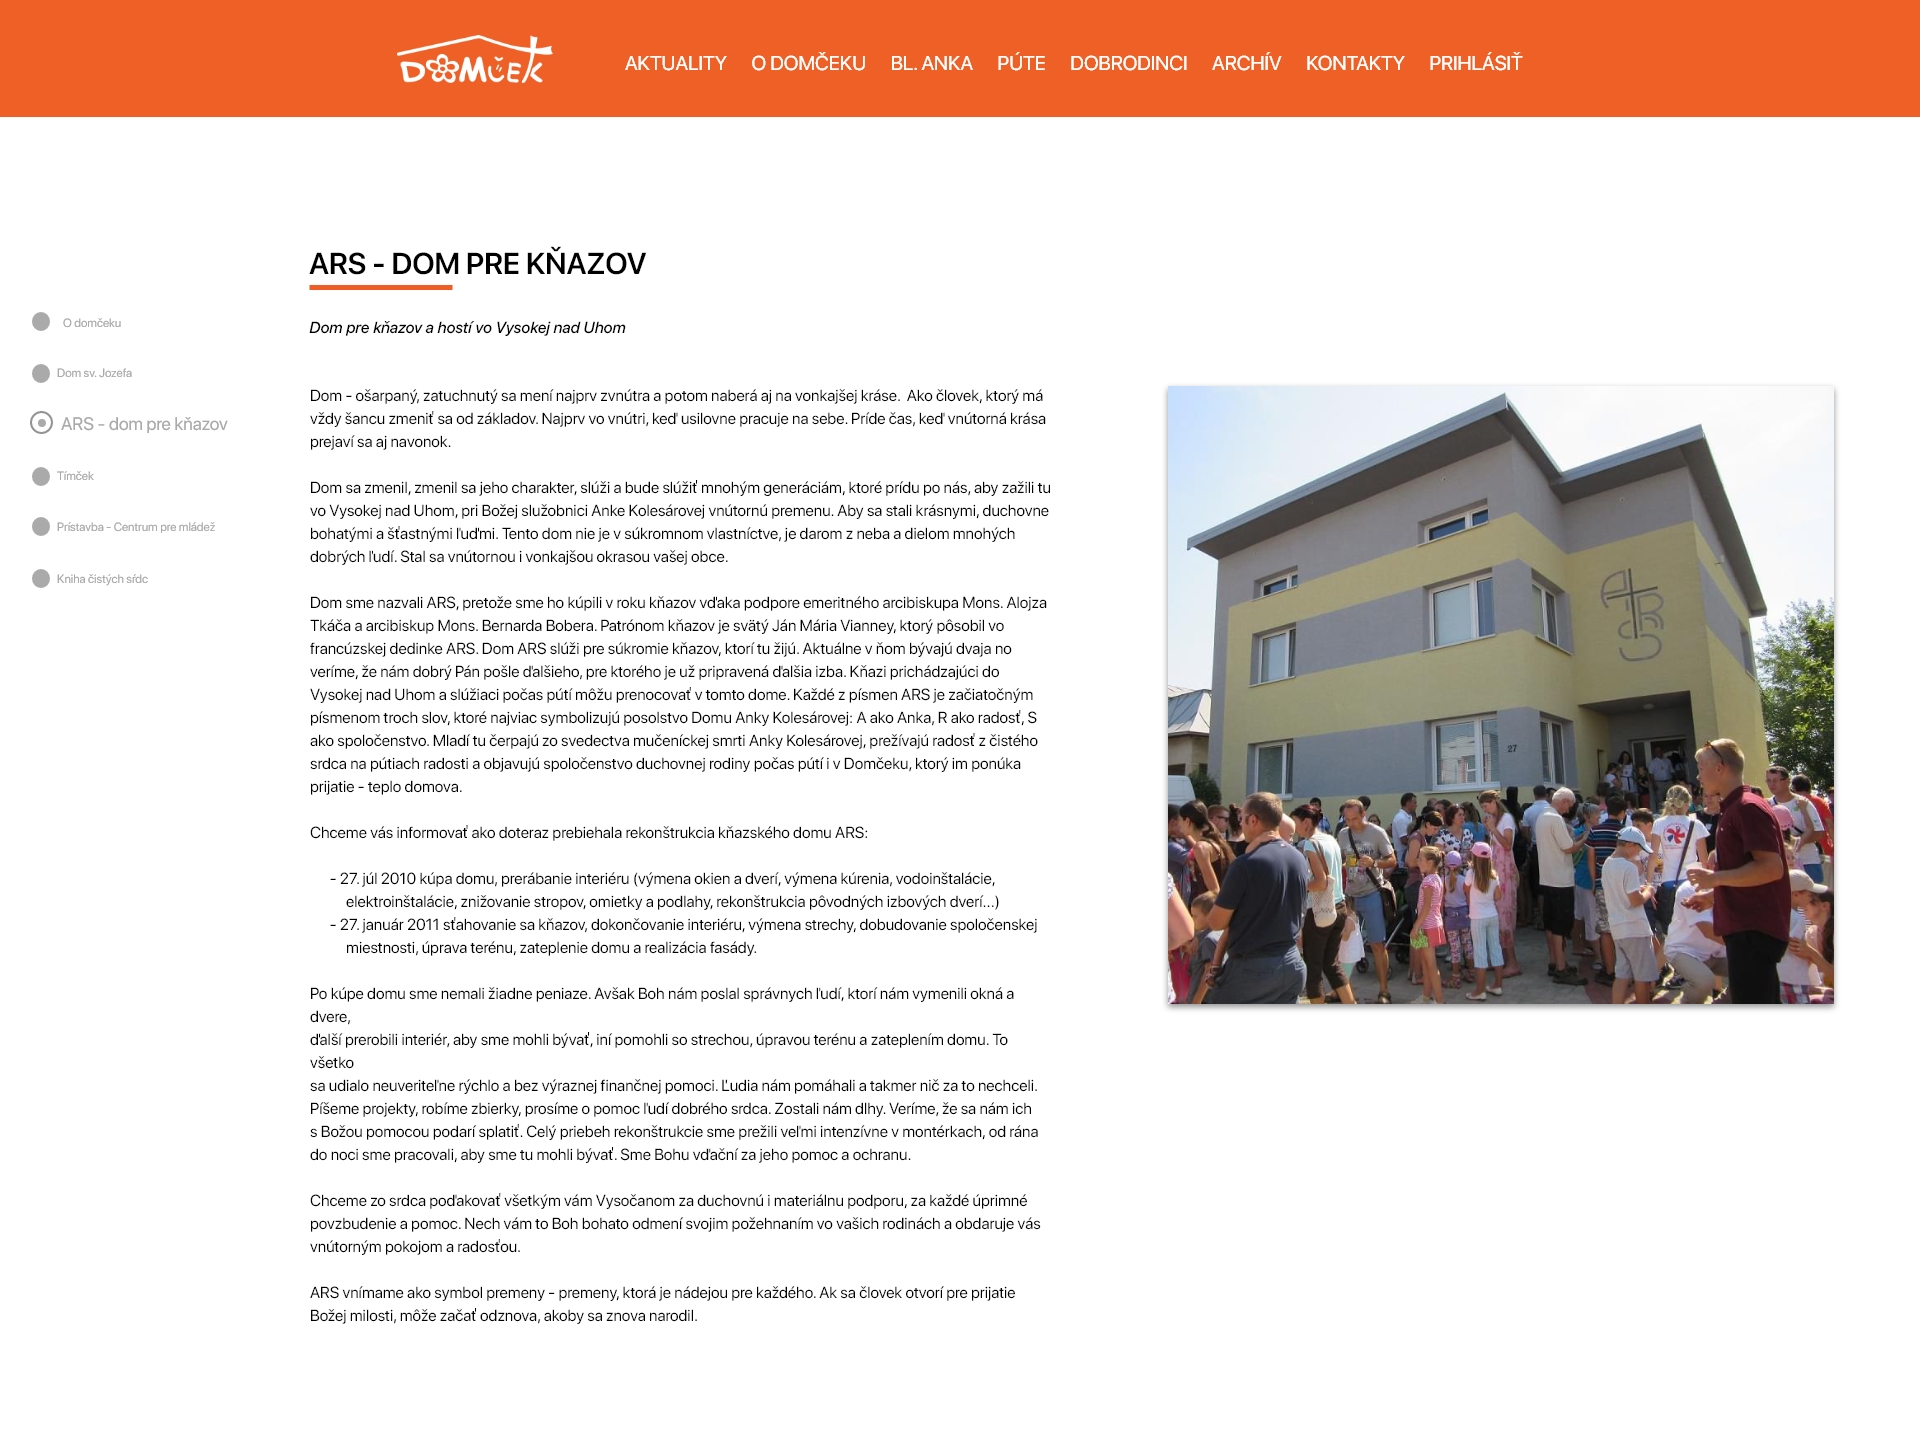 DOMČEK
AKTUALITY O DOMČEKU BL. ANKA PÚTE DOBRODINCI ARCHÍV KONTAKTY PRIHLÁSIŤ
ARS - DOM PRE KŇAZOV
Dom pre kňazov a hostí vo Vysokej nad Uhom
O domčeku
Dom sv. Jozefa
ARS - dom pre kňazov
Tímček
Prístavba - Centrum pre mládež
Kniha čistých sŕdc
Dom - ošarpaný, zatuchnutý sa mení najprv zvnútra a potom naberá aj na vonkajšej kráse. Ako človek, ktorý má
vždy šancu zmeniť sa od základov. Najprv vo vnútri, keď usilovne pracuje na sebe. Príde čas, keď vnútorná krása
prejaví sa aj navonok.
Dom sa zmenil, zmenil sa jeho charakter, slúži a bude slúžiť mnohým generáciám, ktoré prídu po nás, aby zažili tu
vo Vysokej nad Uhom, pri Božej služobnici Anke Kolesárovej vnútornú premenu. Aby sa stali krásnymi, duchovne
bohatými a šťastnými ľuďmi. Tento dom nie je v súkromnom vlastníctve, je darom z neba a dielom mnohých
dobrých ľudí. Stal sa vnútornou i vonkajšou okrasou vašej obce.
Dom sme nazvali ARS, pretože sme ho kúpili v roku kňazov vďaka podpore emeritného arcibiskupa Mons. Alojza
Tkáča a arcibiskup Mons. Bernarda Bobera. Patrónom kňazov je svätý Ján Mária Vianney, ktorý pôsobil vo
francúzskej dedinke ARS. Dom ARS slúži pre súkromie kňazov, ktorí tu žijú. Aktuálne v ňom bývajú dvaja no
veríme, že nám dobrý Pán pošle ďalšieho, pre ktorého je už pripravená ďalšia izba. Kňazi prichádzajúci do
Vysokej nad Uhom a slúžiaci počas pútí môžu prenocovať v tomto dome. Každé z písmen ARS je začiatočným
písmenom troch slov, ktoré najviac symbolizujú posolstvo Domu Anky Kolesárovej: A ako Anka, R ako radosť, S
ako spoločenstvo. Mladí tu čerpajú zo svedectva mučeníckej smrti Anky Kolesárovej, prežívajú radosť z čistého
srdca na pútiach radosti a objavujú spoločenstvo duchovnej rodiny počas pútí i v Domčeku, ktorý im ponúka
prijatie - teplo domova.
Chceme vás informovať ako doteraz prebiehala rekonštrukcia kňazského domu ARS:
- 27. júl 2010 kúpa domu, prerábanie interiéru (výmena okien a dverí, výmena kúrenia, vodoinštalácie,
elektroinštalácie, znižovanie stropov, omietky a podlahy, rekonštrukcia pôvodných izbových dverí...)
- 27. január 2011 sťahovanie sa kňazov, dokončovanie interiéru, výmena strechy, dobudovanie spoločenskej
miestnosti, úprava terénu, zateplenie domu a realizácia fasády.
Po kúpe domu sme nemali žiadne peniaze. Avšak Boh nám poslal správnych ľudí, ktorí nám vymenili okná a
dvere,
ďalší prerobili interiér, aby sme mohli bývať, iní pomohli so strechou, úpravou terénu a zateplením domu. To
všetko
sa udialo neuveriteľne rýchlo a bez výraznej finančnej pomoci. Ľudia nám pomáhali a takmer nič za to nechceli.
Píšeme projekty, robíme zbierky, prosíme o pomoc ľudí dobrého srdca. Zostali nám dlhy. Veríme, že sa nám ich
s Božou pomocou podarí splatiť. Celý priebeh rekonštrukcie sme prežili veľmi intenzívne v montérkach, od rána
do noci sme pracovali, aby sme tu mohli bývať. Sme Bohu vďační za jeho pomoc a ochranu.
Chceme zo srdca poďakovať všetkým vám Vysočanom za duchovnú i materiálnu podporu, za každé úprimné
povzbudenie a pomoc. Nech vám to Boh bohato odmení svojim požehnaním vo vašich rodinách a obdaruje vás
vnútorným pokojom a radosťou.
ARS vnímame ako symbol premeny - premeny, ktorá je nádejou pre každého. Ak sa človek otvorí pre prijatie
Božej milosti, môže začať odznova, akoby sa znova narodil.
ARS
27